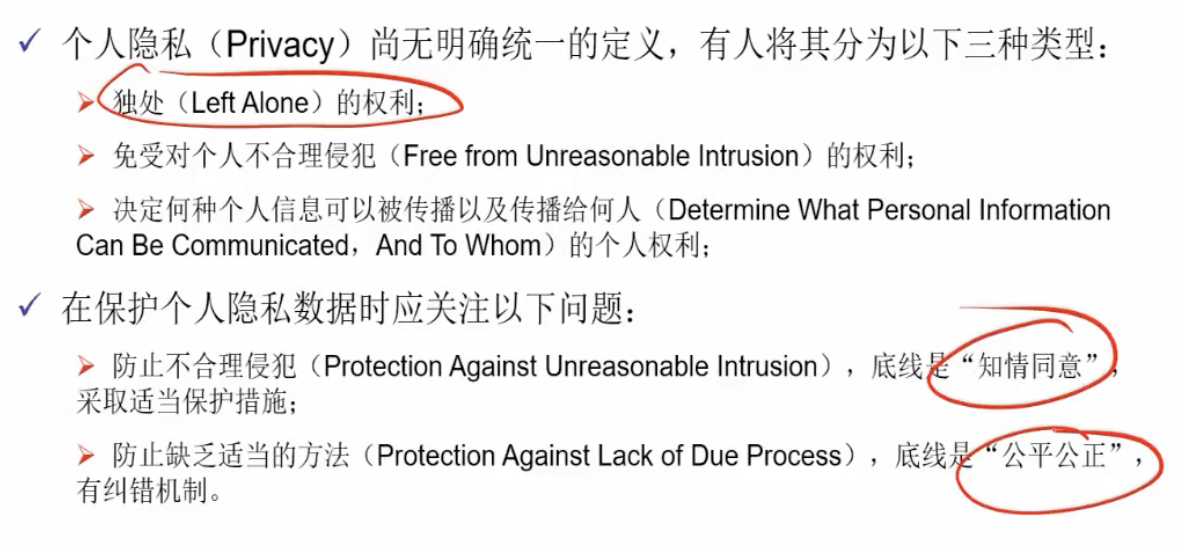 ✓ 个人隐私（Privacy）尚无明确统一的定义，有人将其分为以下三种类型：
➢ 独处（Left Alone）的权利；
➢ 免受对个人不合理侵犯（Free from Unreasonable Intrusion）的权利；
➢ 决定何种个人信息可以被传播以及传播给何人（Determine What Personal Information
Can Be Communicated，And To Whom）的个人权利；
✓ 在保护个人隐私数据时应关注以下问题：
➢ 防止不合理侵犯（Protection Against Unreasonable Intrusion），底线是“知情同意”，
采取适当保护措施；
➢ 防止缺乏适当的方法（Protection Against Lack of Due Process），底线是“公平公正”，
有纠错机制。